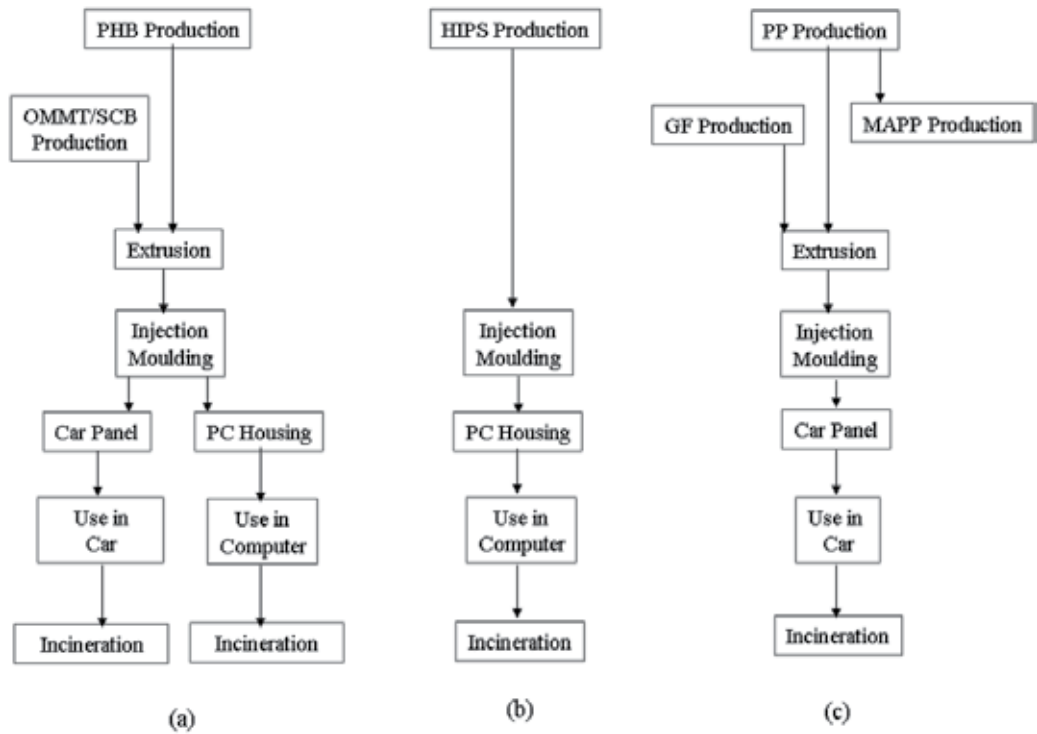 PHB Production
OMMT/SCB
Production
Extrusion
Injection
Moulding
Car Panel
PC Housing
Use in
Car
Use in
Computer
Incineration
Incineration
(a)
HIPS Production
Injection
Moulding
PC Housing
Use in
Computer
Incineration
(b)
PP Production
GF Production
MAPP Production
Extrusion
Injection
Moulding
Car Panel
Use in
Car
Incineration
(c)